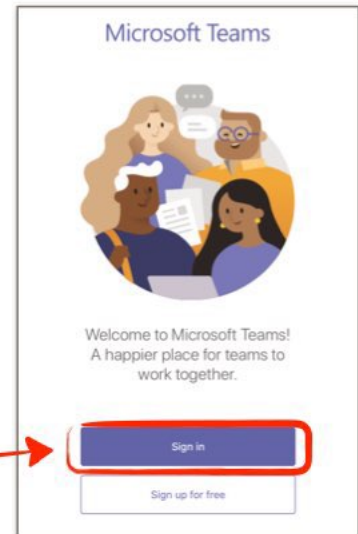 Microsoft Teams
Welcome to Microsoft Teams!
A happier place for teams to
work together.
Sign in
Sign up for free